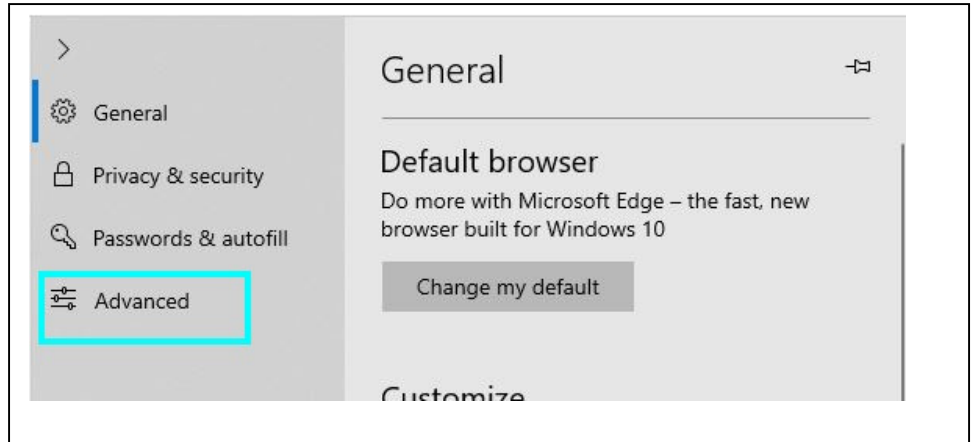 General
Privacy & security
Passwords & autofill
Advanced
General
Default browser
Do more with Microsoft Edge – the fast, new
browser built for Windows 10
Change my default
Customize